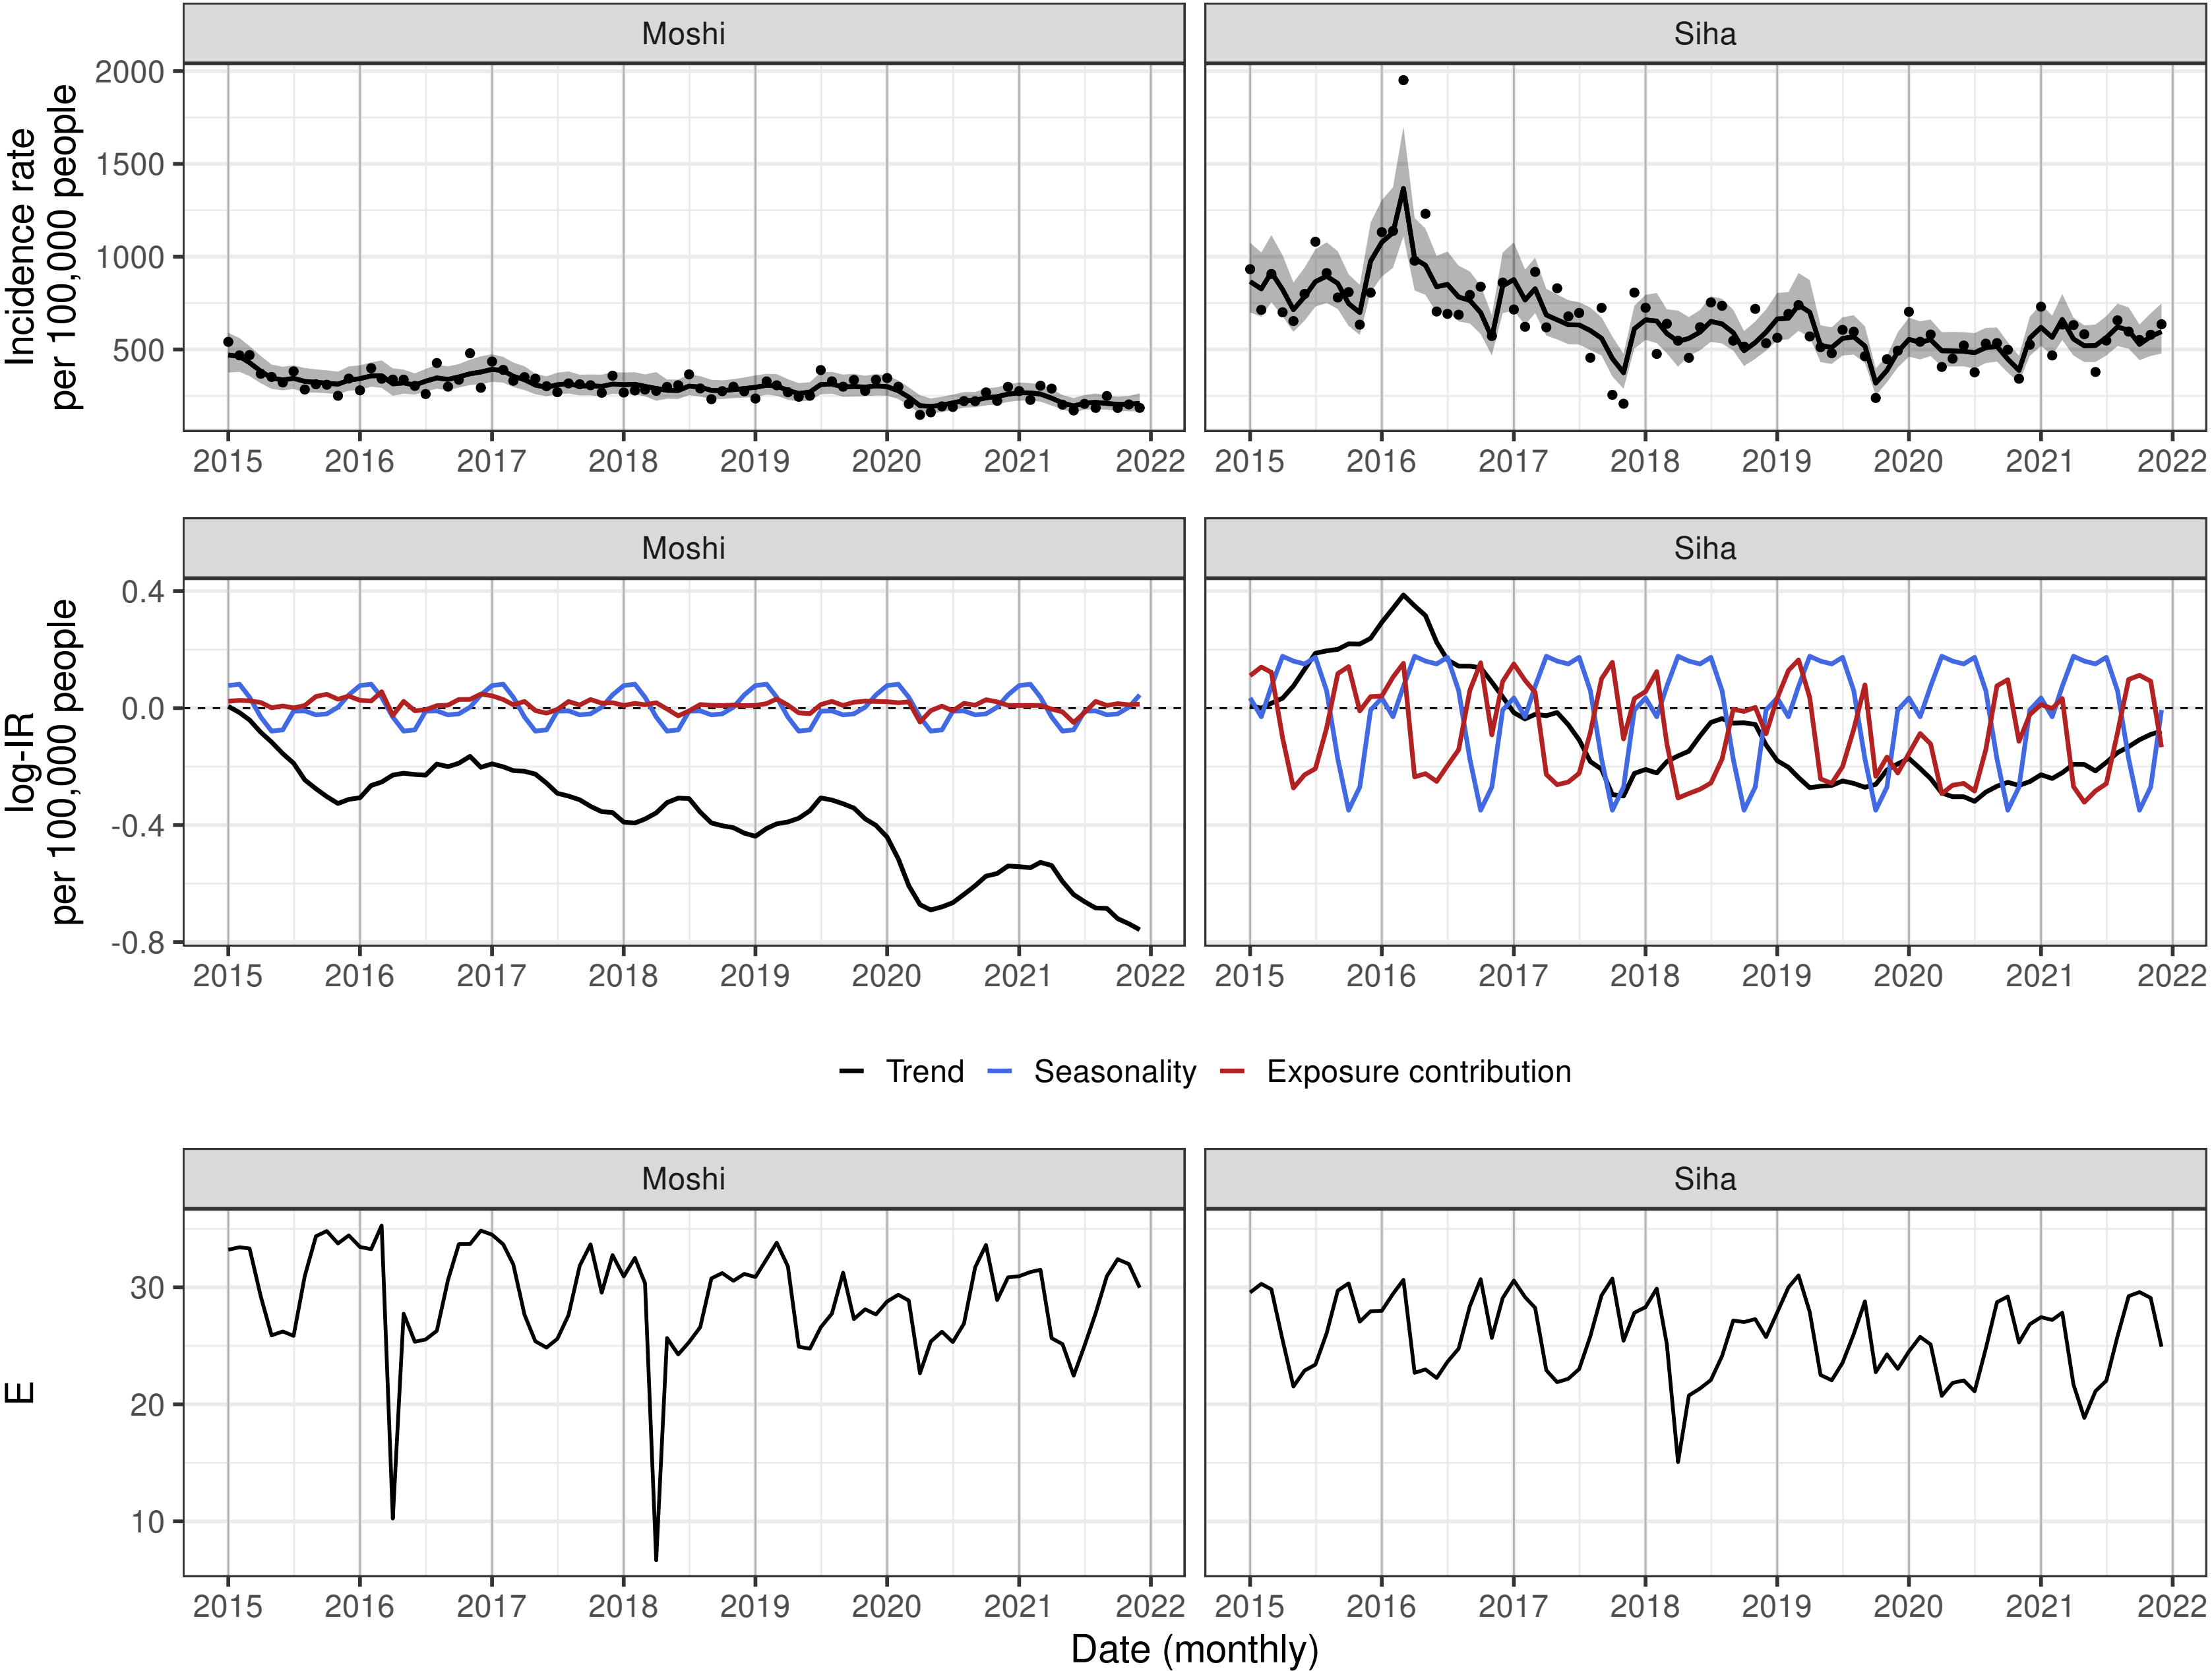 Moshi
Siha
Incidence rate
per 100,000 people
2000
1500
1000
500
2015 2016 2017 2018 2019 2020 2021 2022
2015 2016 2017 2018 2019 2020 2021 2022
Moshi
Siha
log-IR
per 100,000 people
0.4
0.0
-0.4
-0.8
2015 2016 2017 2018 2019 2020 2021 2022
2015 2016 2017 2018 2019 2020 2021 2022
Trend Seasonality Exposure contribution
Moshi
Siha
E
30
20
10
2015 2016 2017 2018 2019 2020 2021 2022
2015 2016 2017 2018 2019 2020 2021 2022
Date (monthly)